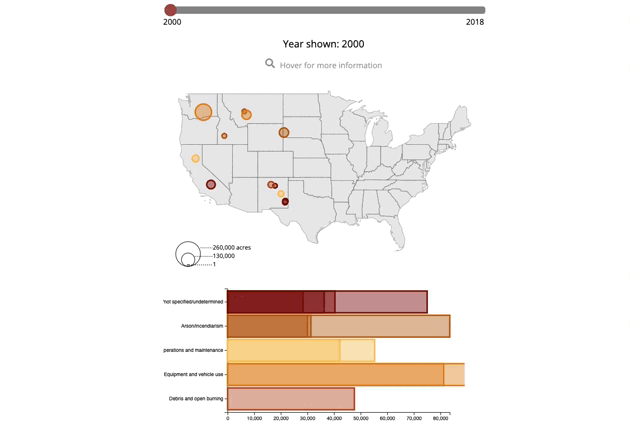 2000
2018
Year shown: 2000
Hover for more information
260,000 acres
130,000
1
not specified/undetermined
Arson/incendiarism
perations and maintenance
Equipment and vehicle use
Debris and open burning
0
10,000
20,000
30,000
40,000
50,000
60,000
70,000
80,000